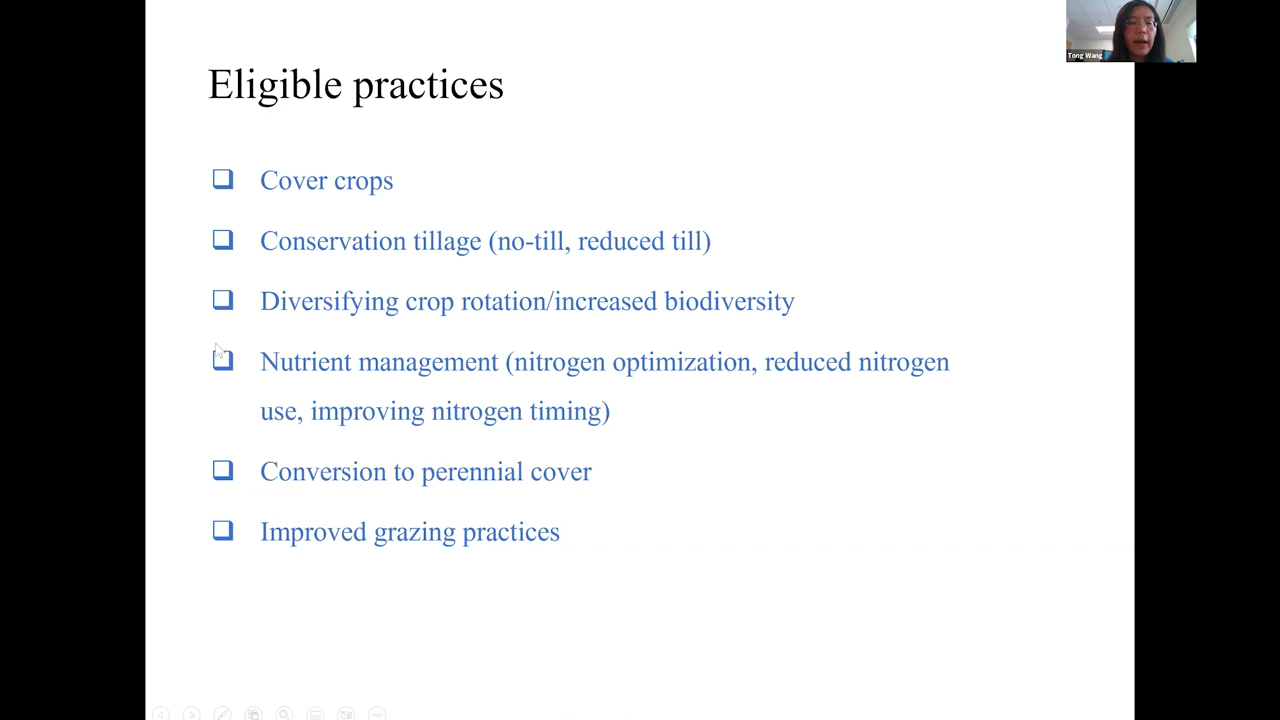 Tong Wang
Eligible practices
Cover crops
Conservation tillage (no-till, reduced till)
Diversifying crop rotation/increased biodiversity
Nutrient management (nitrogen optimization, reduced nitrogen
use, improving nitrogen timing)
Conversion to perennial cover
Improved grazing practices